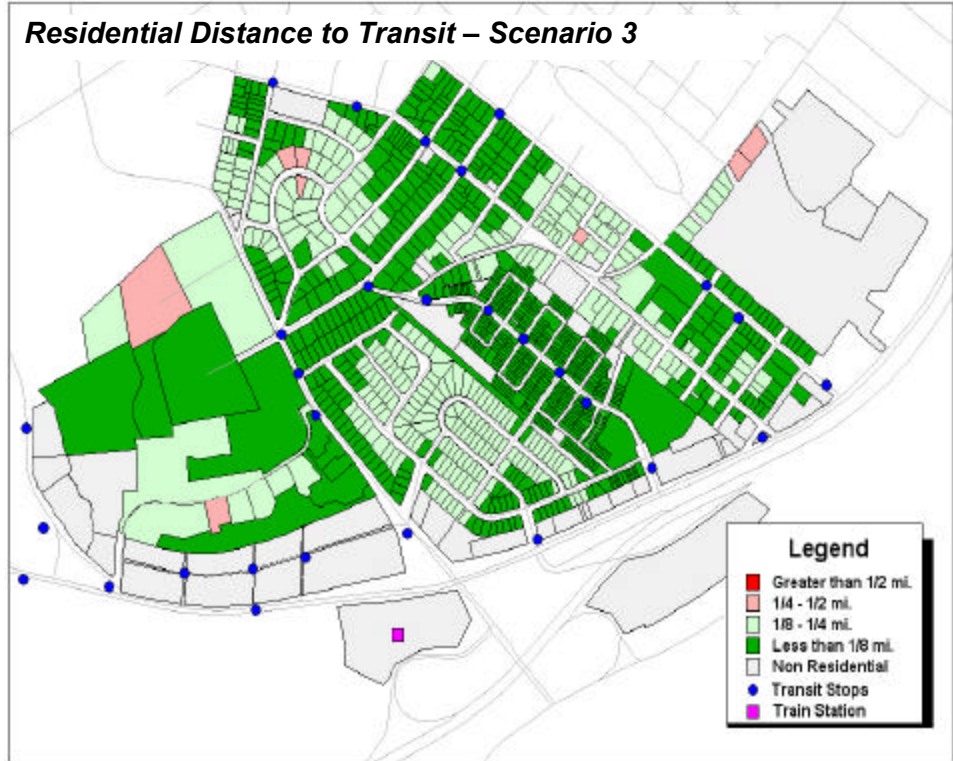 Residential Distance to Transit – Scenario 3
Legend
Greater than 1/2 mi.
1/4 - 1/2 mi.
1/8 - 1/4 mi.
Less than 1/8 mi.
Non Residential
Transit Stops
Train Station